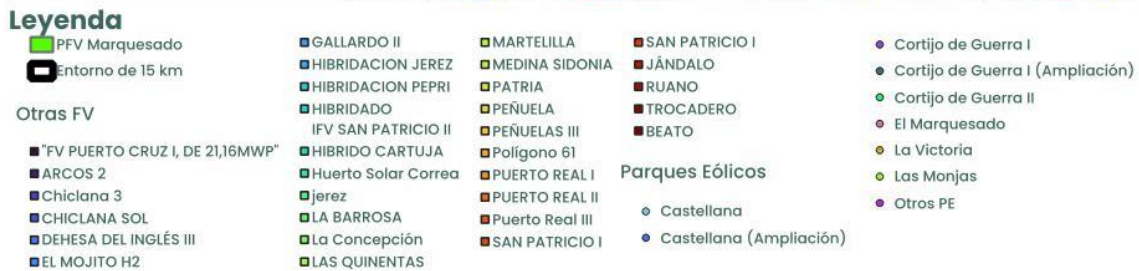 Leyenda
PFV Marquesado
Entorno de 15 km
Otras FV
"FV PUERTO CRUZ I, DE 21,16MWP"
ARCOS 2
Chiclana 3
CHICLANA SOL
DEHESA DEL INGLÉS III
EL MOJITO H2
GALLARDO II
HIBRIDACION JEREZ
HIBRIDACION PEPRI
HIBRIDADO
IFV SAN PATRICIO II
HIBRIDO CARTUJA
Huerto Solar Correa
jerez
LA BARROSA
La Concepción
LAS QUINENTAS
MARTELILLA
MEDINA SIDONIA
PATRIA
PEÑUELA
PEÑUELAS III
Polígono 61
PUERTO REAL I
PUERTO REAL II
Puerto Real III
SAN PATRICIO I
SAN PATRICIO I
JÁNDALO
RUANO
TROCADERO
BEATO
Parques Eólicos
Castellana
Castellana (Ampliación)
Cortijo de Guerra I
Cortijo de Guerra I (Ampliación)
Cortijo de Guerra II
El Marquesado
La Victoria
Las Monjas
Otros PE